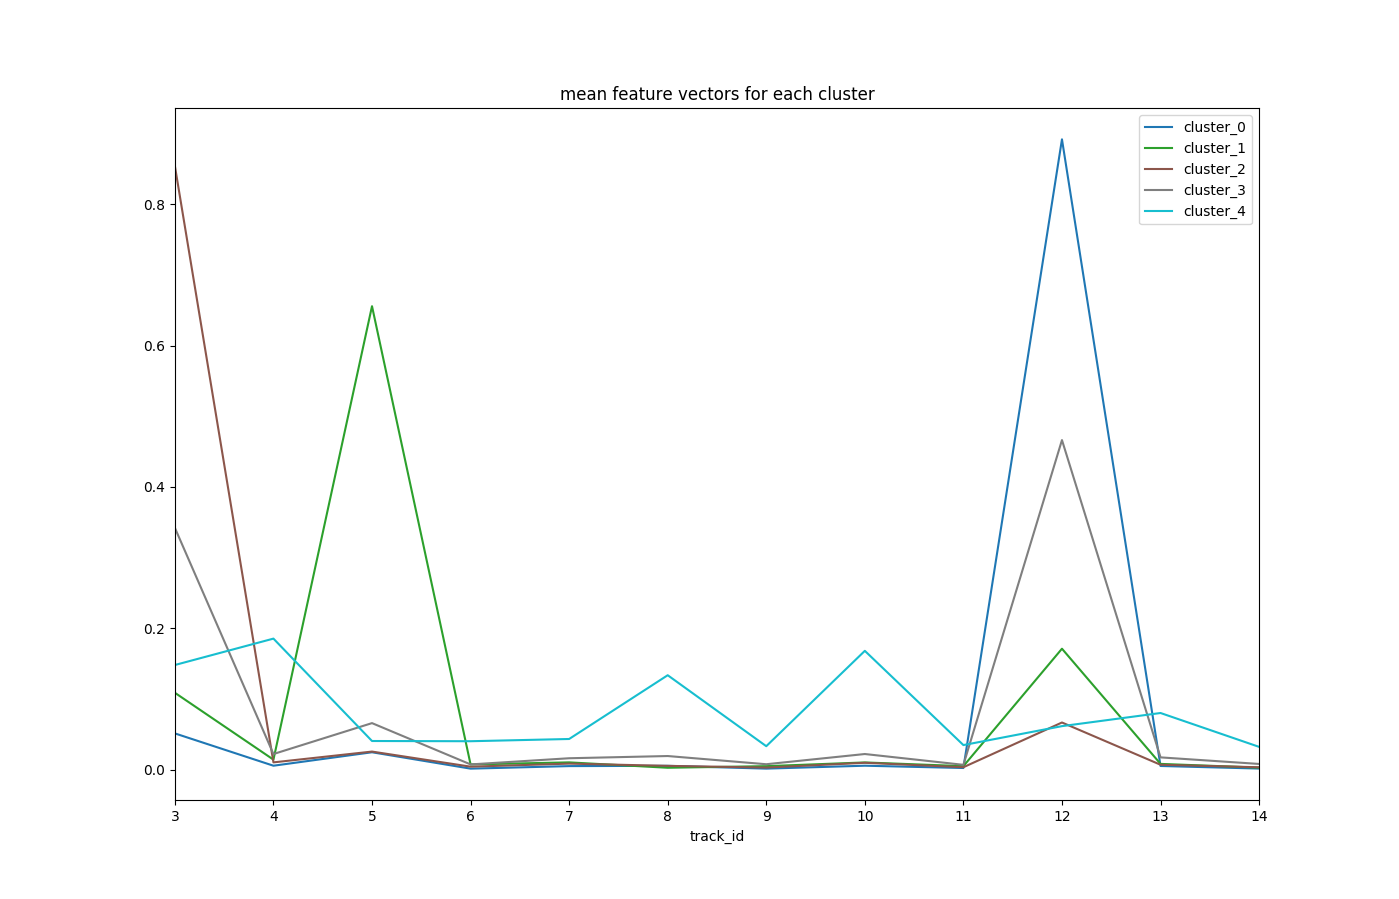 mean feature vectors for each cluster
cluster_0
cluster_1
cluster_2
cluster_3
cluster_4
0.8
0.6
0.4
0.2
0.0
3 4 5 6 7 8 9 10 11 12 13 14
track_id